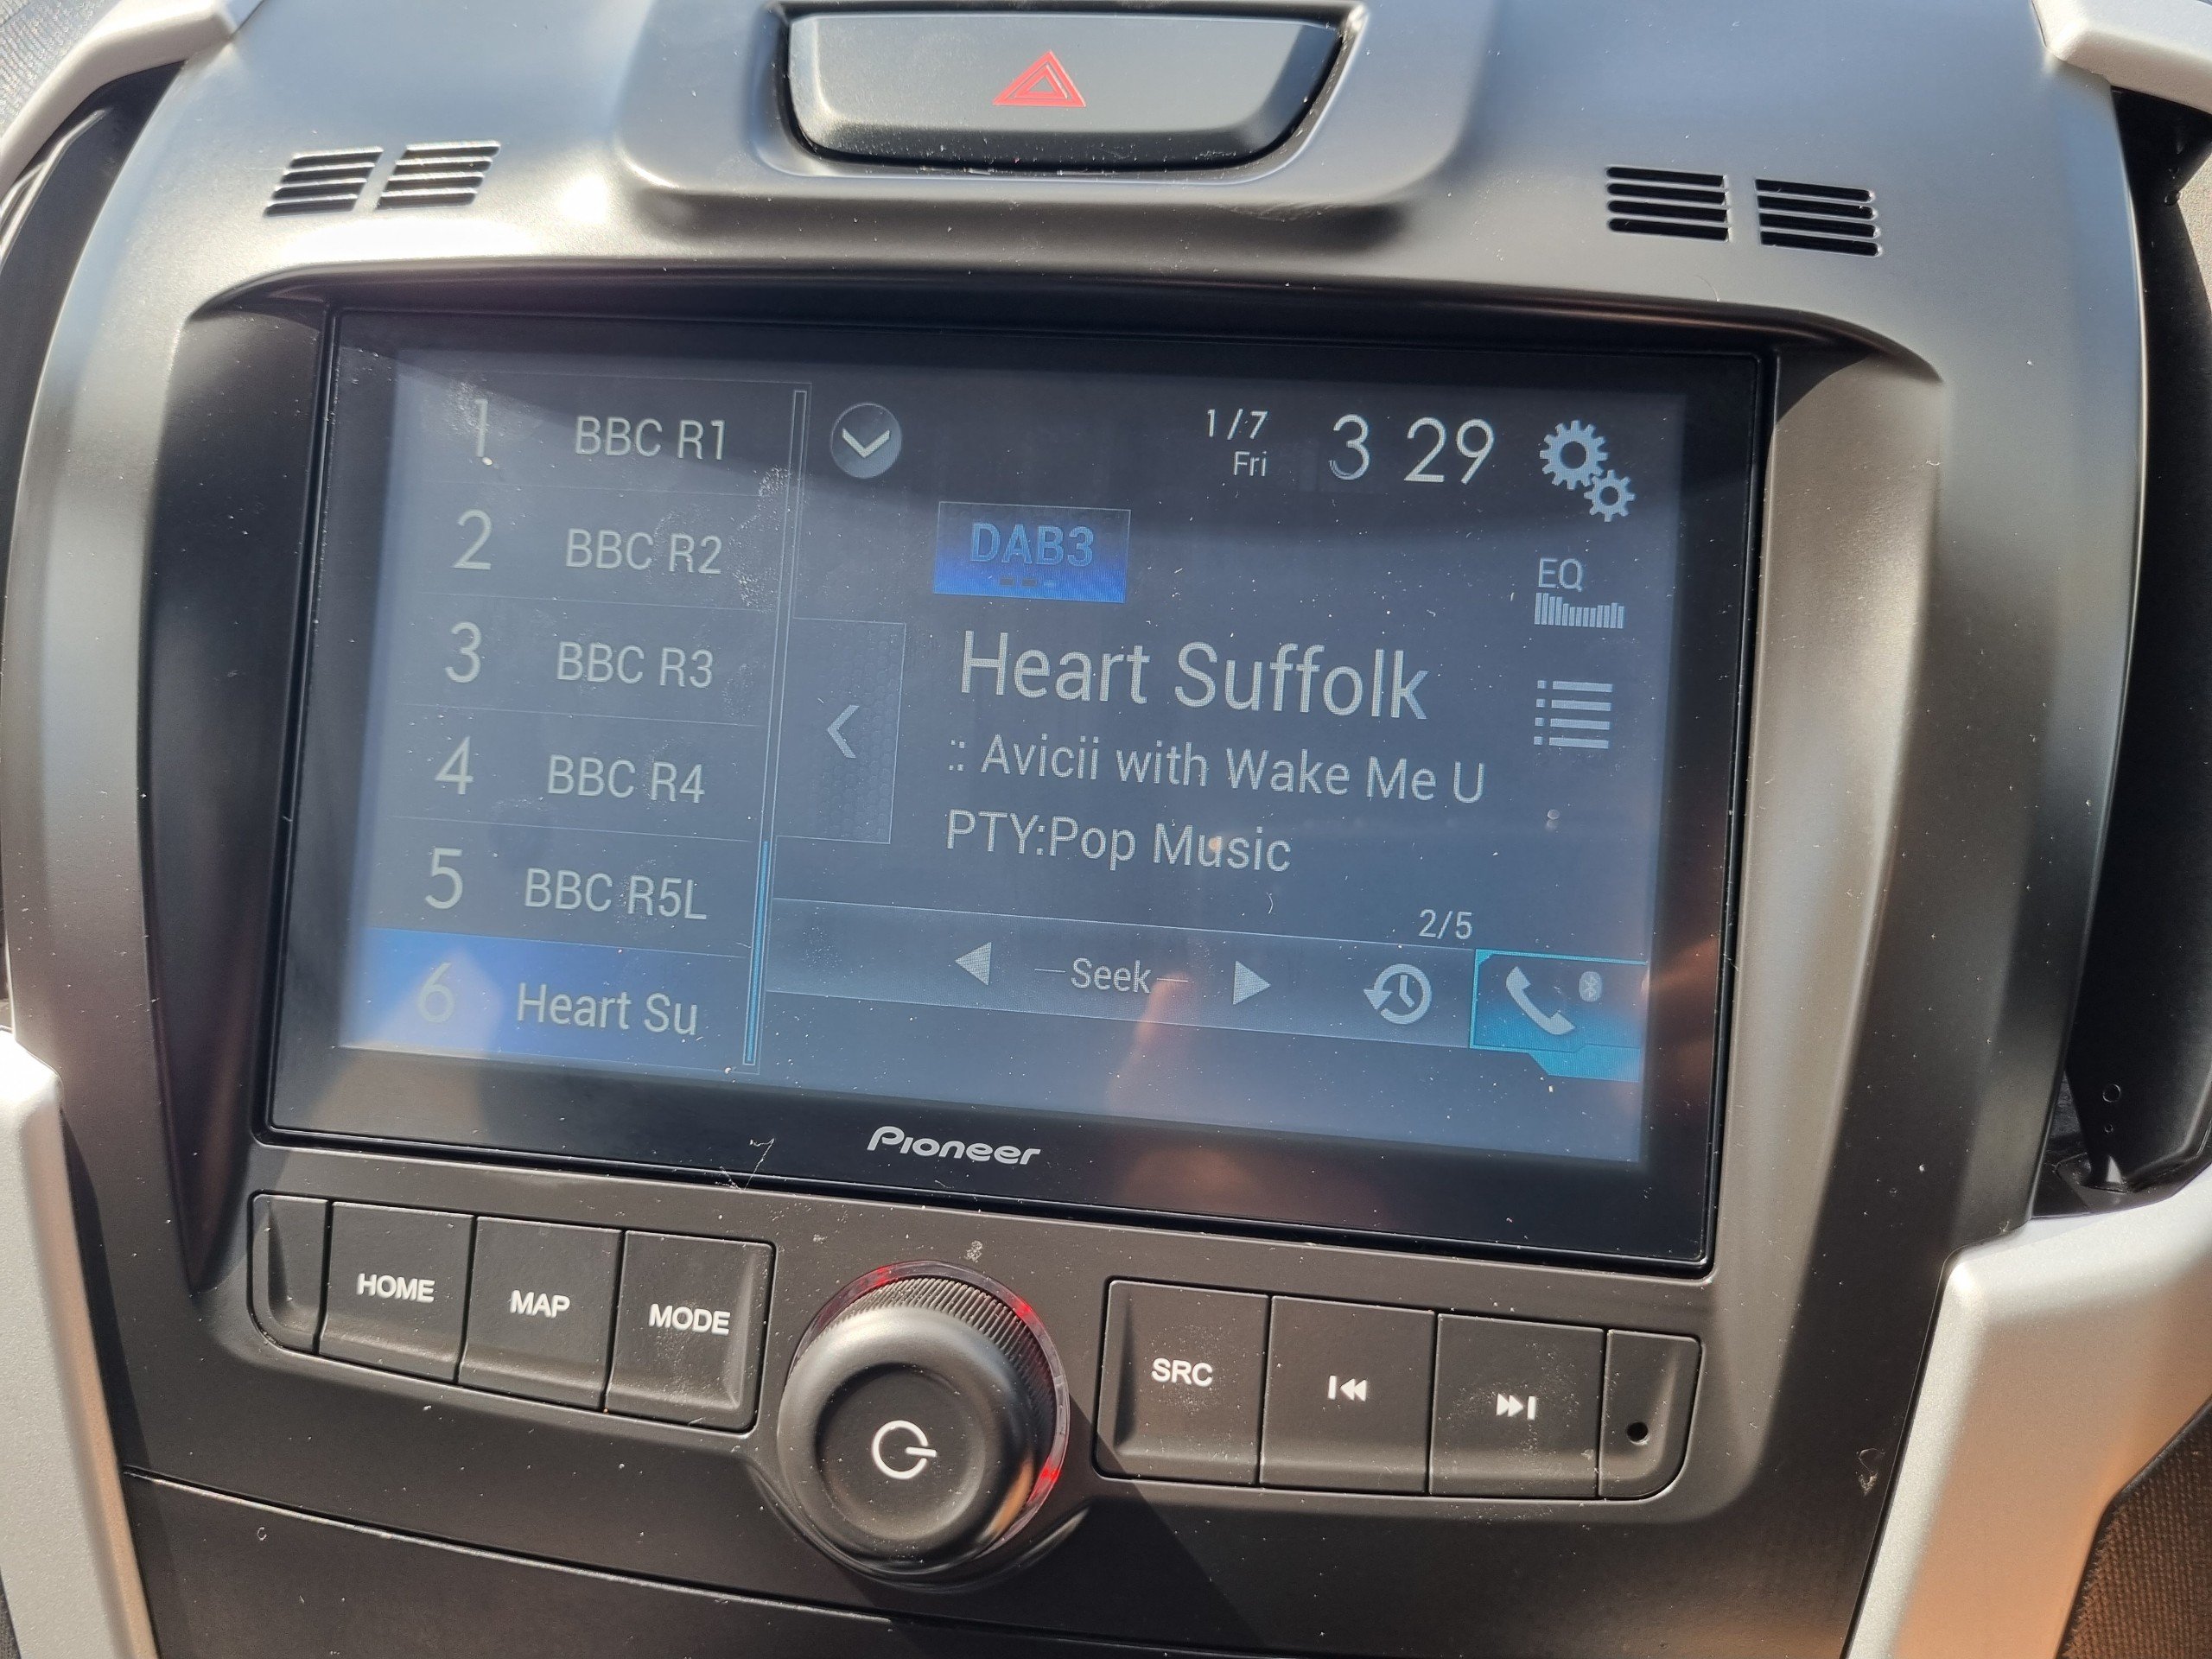 1 BBC R1
2 BBC R2
3 BBC R3
4 BBC R4
5 BBC R5L
6 Heart Su
1/7
Fri
3 29
DAB3
EQ
Heart Suffolk
:: Avicii with Wake Me U
PTY:Pop Music
2/5
Seek
Pioneer
HOME
MAP
MODE
SRC